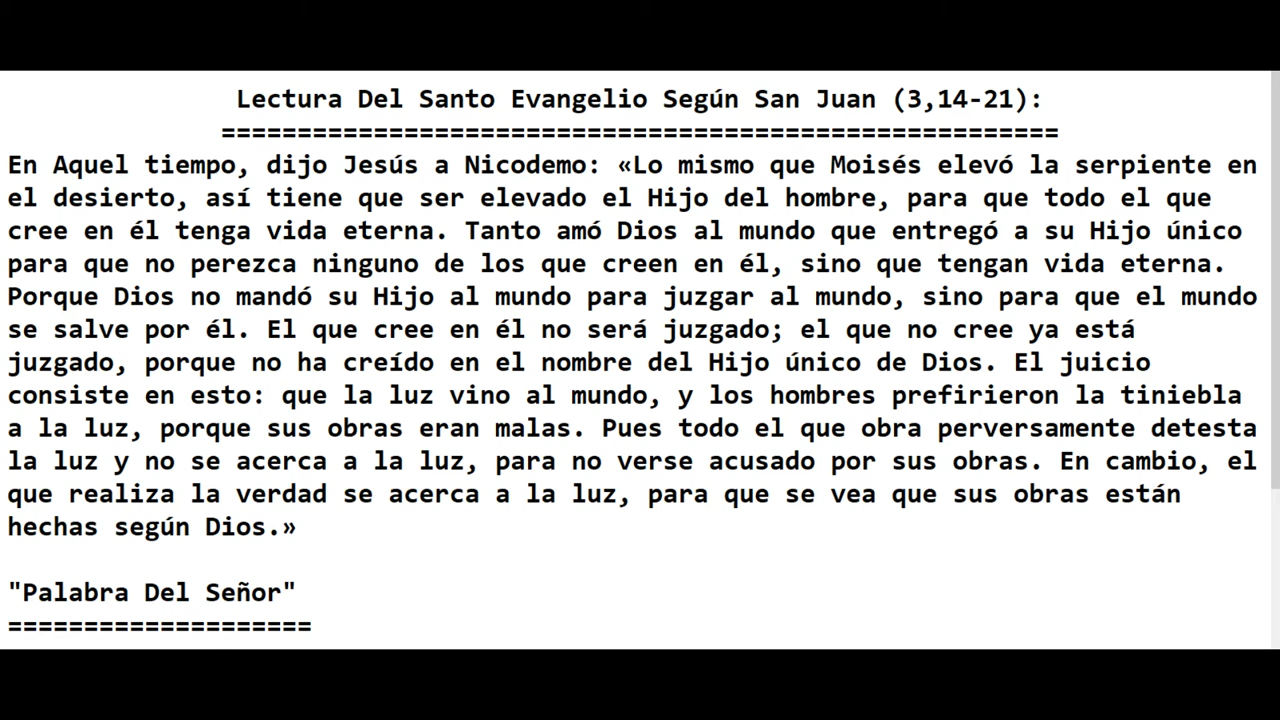 Lectura Del Santo Evangelio Según San Juan (3,14-21):
=======================================================
En Aquel tiempo, dijo Jesús a Nicodemo: «Lo mismo que Moisés elevó la serpiente en
el desierto, así tiene que ser elevado el Hijo del hombre, para que todo el que
cree en él tenga vida eterna. Tanto amó Dios al mundo que entregó a su Hijo único
para que no perezca ninguno de los que creen en él, sino que tengan vida eterna.
Porque Dios no mandó su Hijo al mundo para juzgar al mundo, sino para que el mundo
se salve por él. El que cree en él no será juzgado; el que no cree ya está
juzgado, porque no ha creído en el nombre del Hijo único de Dios. El juicio
consiste en esto: que la luz vino al mundo, y los hombres prefirieron la tiniebla
a la luz, porque sus obras eran malas. Pues todo el que obra perversamente detesta
la luz y no se acerca a la luz, para no verse acusado por sus obras. En cambio, el
que realiza la verdad se acerca a la luz, para que se vea que sus obras están
hechas según Dios.»
"Palabra Del Señor"
====================